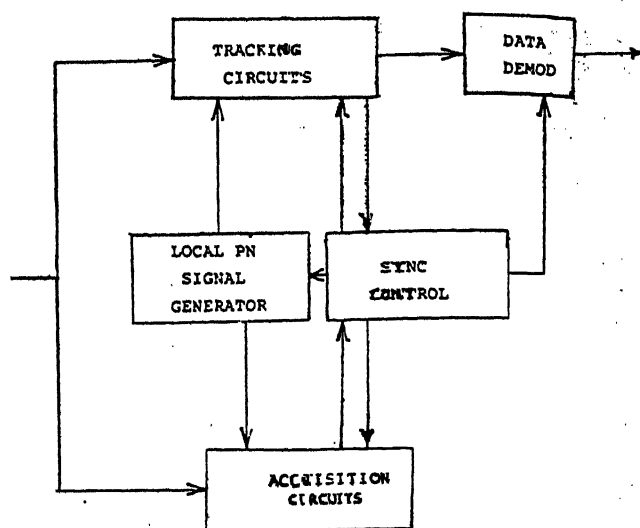 TRACKING
CIRCUITS
DATA
DEMOD
LOCAL PN
SIGNAL
GENERATOR
SYNC
CONTROL
ACQUISITION
CIRCUITS